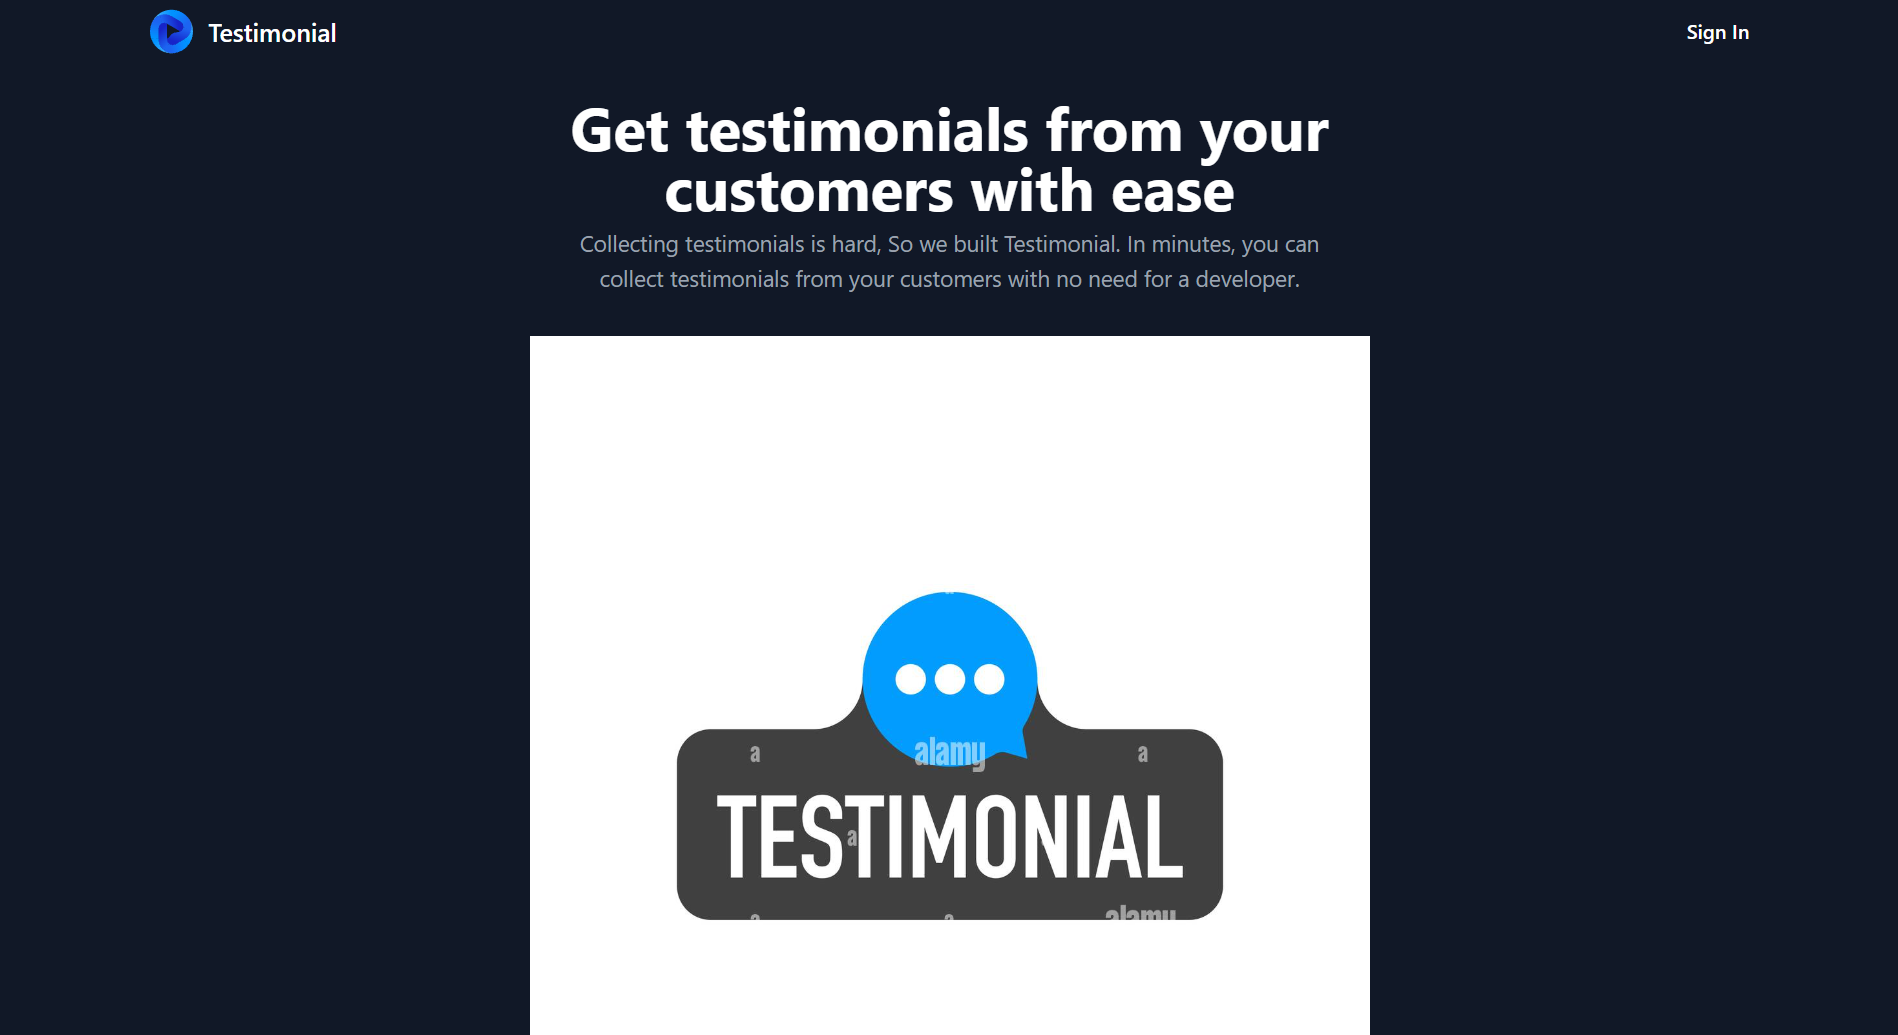 Testimonial
Sign In
Get testimonials from your
customers with ease
Collecting testimonials is hard, So we built Testimonial. In minutes, you can
collect testimonials from your customers with no need for a developer.
a
alamy
a
TESTIMONIAL
a
a
a
alamy